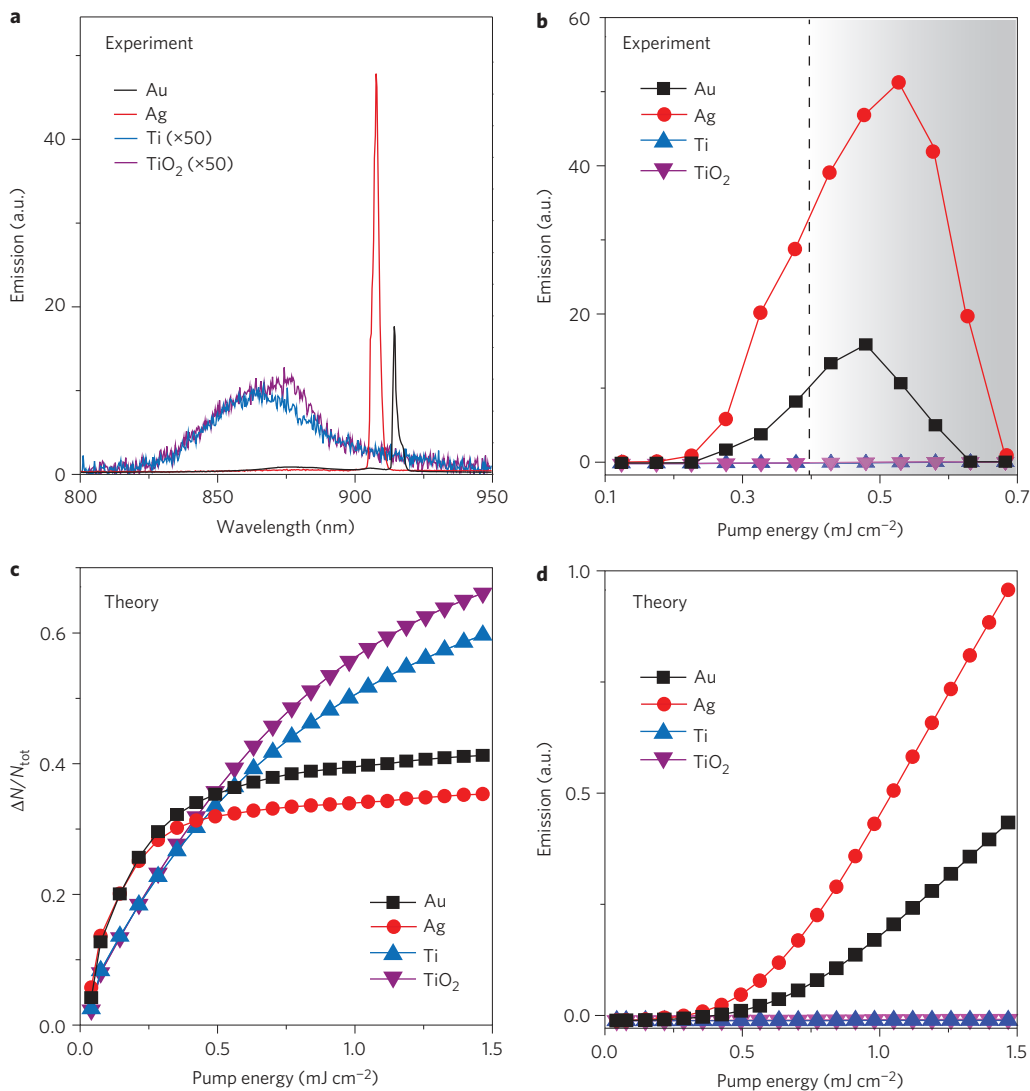 a
Experiment
Au
Ag
Ti (×50)
TiO2 (×50)
Emission (a.u.)
40
20
0
800
850
900
950
Wavelength (nm)
b
Experiment
Au
Ag
Ti
TiO2
Emission (a.u.)
60
40
20
0
0.1
0.3
0.5
0.7
Pump energy (mJ cm−2)
c
Theory
Au
Ag
Ti
TiO2
ΔN/Ntot
0.6
0.4
0.2
0.0
0.0
0.5
1.0
1.5
Pump energy (mJ cm−2)
d
Theory
Au
Ag
Ti
TiO2
Emission (a.u.)
1.0
0.5
0.0
0.0
0.5
1.0
1.5
Pump energy (mJ cm−2)